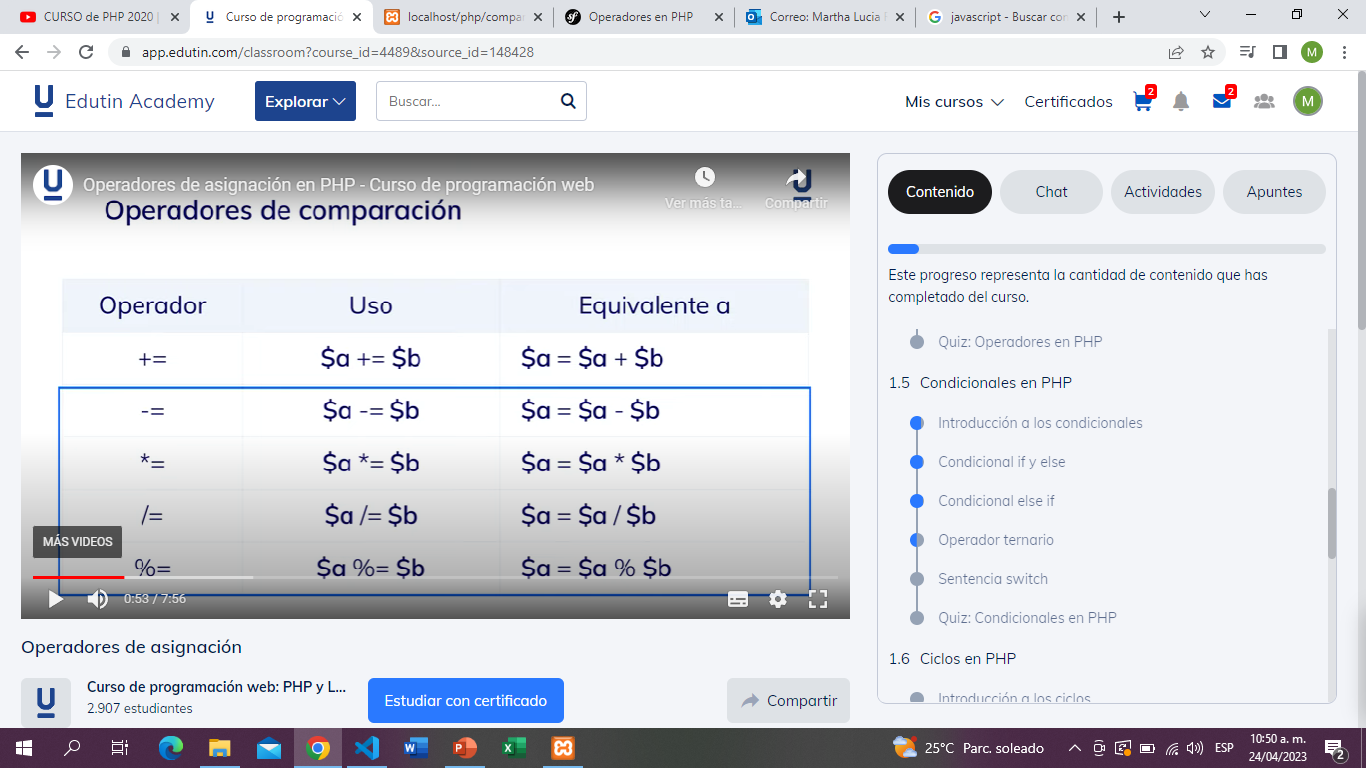 CURSO de PHP 2020 |
Curso de programació
localhost/php/compar
Operadores en PHP
Correo: Martha Lucia
javascript - Buscar con
app.edutin.com/classroom?course_id=4489&source_id=148428
M
Edutin Academy
Explorar
Buscar...
Mis cursos
Certificados
2
2
M
Operadores de asignación en PHP - Curso de programación web
Ver más ta...
Compartir
Operadores de comparación
Operador Uso Equivalente a
+= $a += $b $a = $a + $b
-= $a -= $b $a = $a - $b
*= $a *= $b $a = $a * $b
/= $a /= $b $a = $a / $b
%= $a %= $b $a = $a % $b
MÁS VIDEOS
0:53 / 7:56
Operadores de asignación
Curso de programación web: PHP y L...
2.907 estudiantes
Estudiar con certificado
Compartir
Contenido
Chat
Actividades
Apuntes
Este progreso representa la cantidad de contenido que has
completado del curso.
Quiz: Operadores en PHP
1.5 Condicionales en PHP
Introducción a los condicionales
Condicional if y else
Condicional else if
Operador ternario
Sentencia switch
Quiz: Condicionales en PHP
1.6 Ciclos en PHP
Introducción a los ciclos
25°C Parc. soleado
ESP
10:50 a. m.
24/04/2023
2